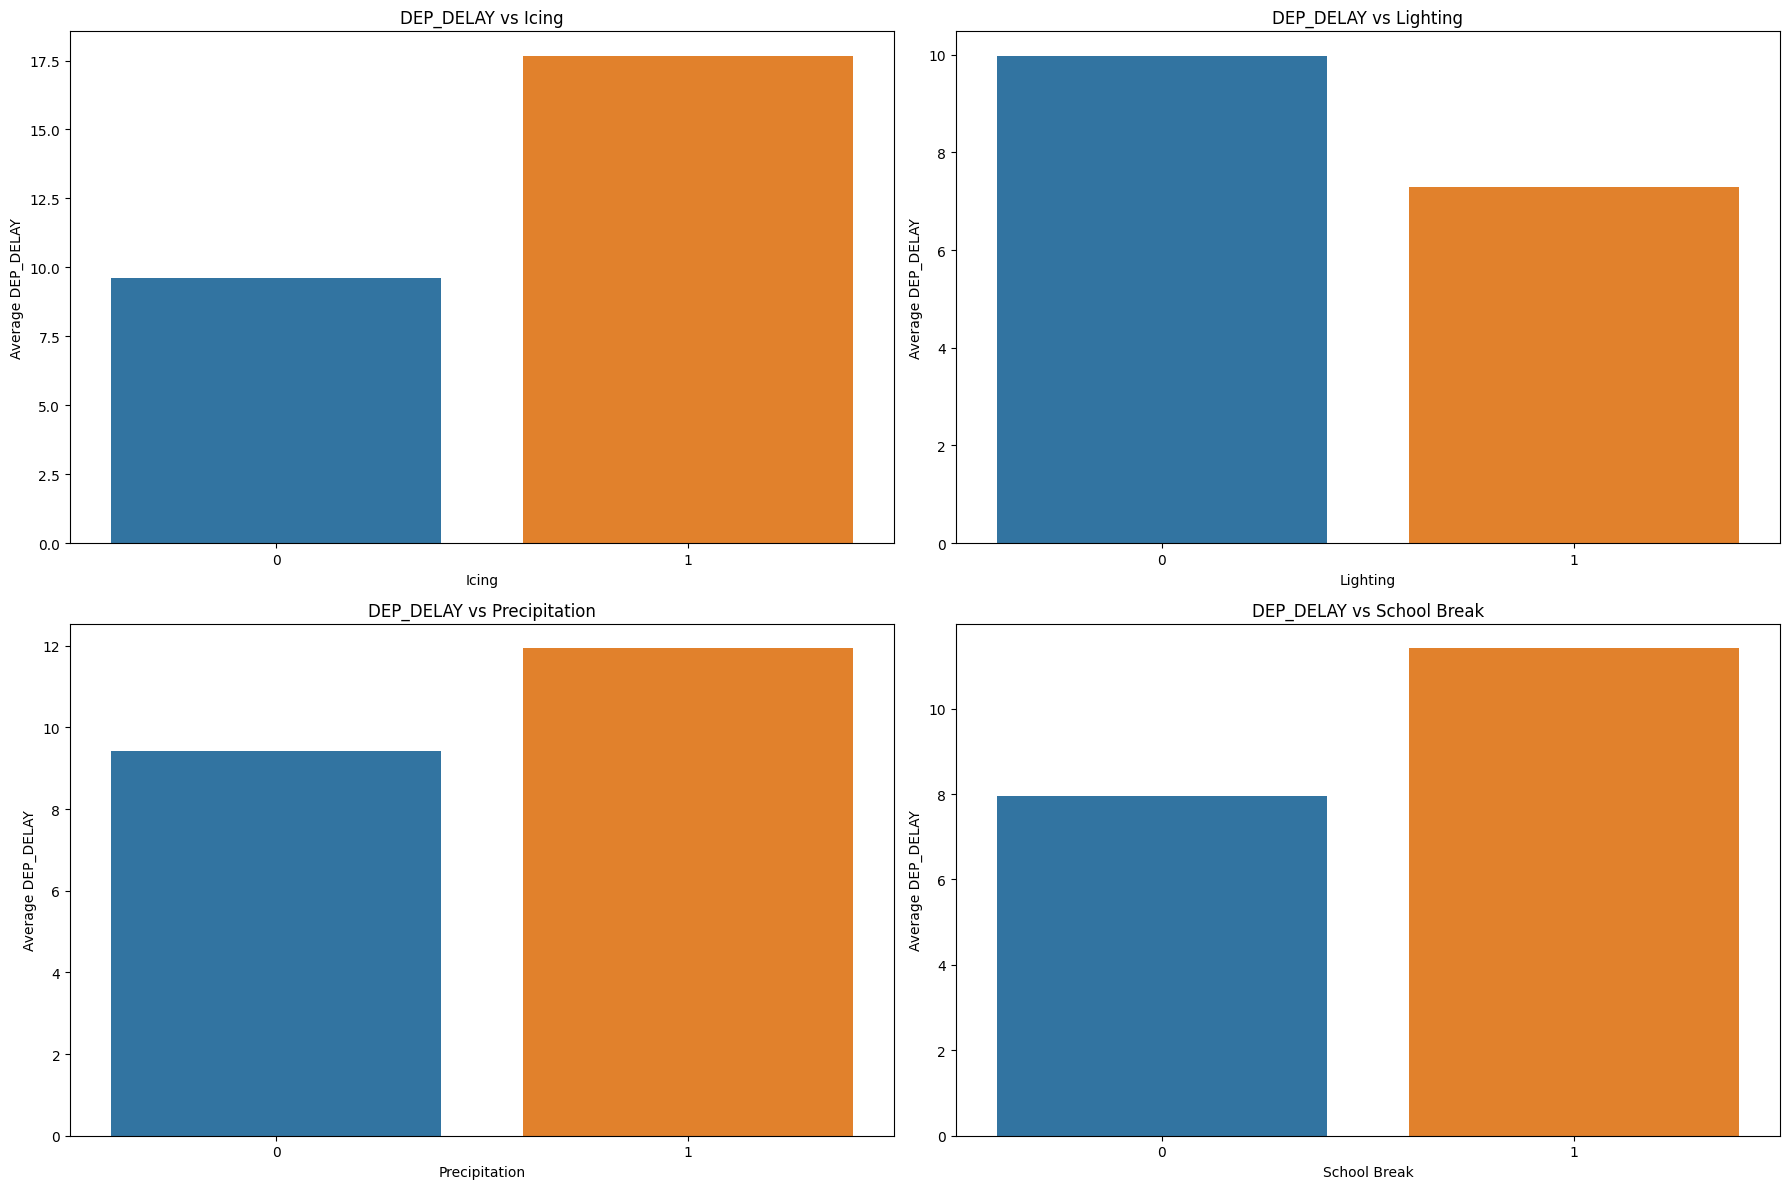 DEP_DELAY vs Icing
17.5
15.0
12.5
10.0
7.5
5.0
2.5
0.0
Average DEP_DELAY
0 1
Icing
DEP_DELAY vs Lighting
10
8
6
4
2
0
Average DEP_DELAY
0 1
Lighting
DEP_DELAY vs Precipitation
12
10
8
6
4
2
0
Average DEP_DELAY
0 1
Precipitation
DEP_DELAY vs School Break
10
8
6
4
2
0
Average DEP_DELAY
0 1
School Break